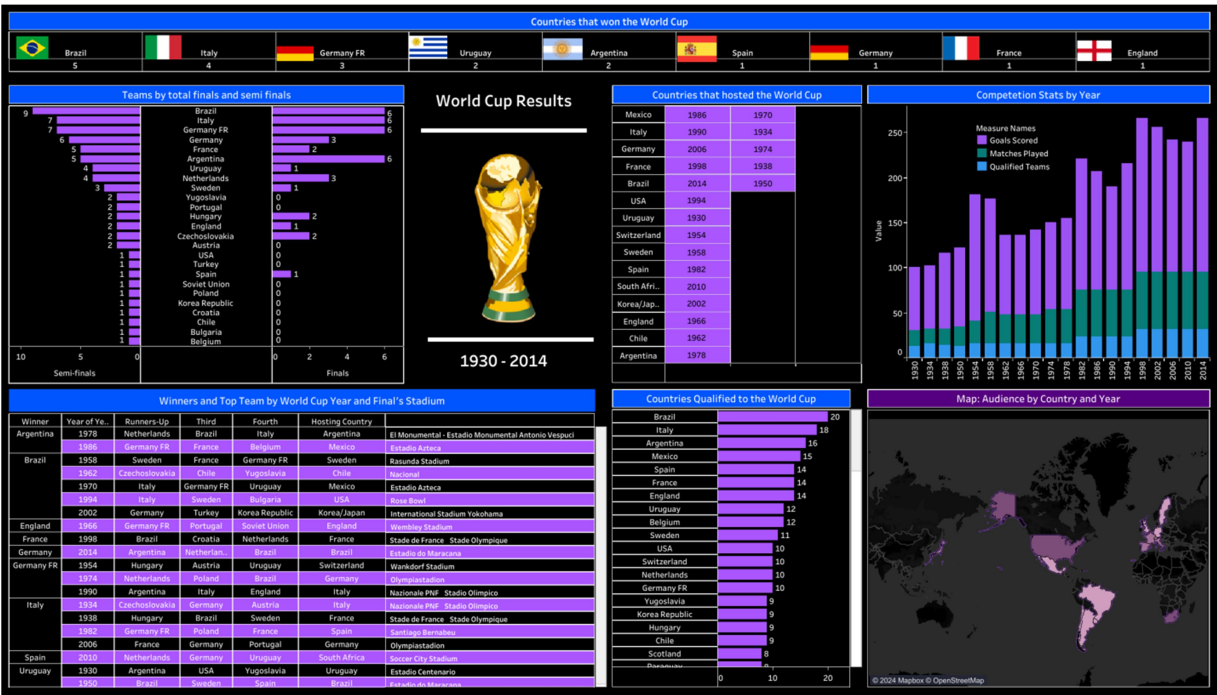 Countries that won the World Cup
Brazil Italy Germany FR Uruguay Argentina Spain Germany France England
5 4 3 2 2 1 1 1 1
Teams by total finals and semi finals
9 Brazil 6
7 Italy 6
7 Germany FR 6
6 Germany 3
5 France 2
5 Argentina 6
4 Uruguay 1
4 Netherlands 3
3 Sweden 1
2 Yugoslavia 0
2 Portugal 0
2 Hungary 2
2 England 1
2 Czechoslovakia 2
2 Austria 0
1 USA 0
1 Turkey 0
1 Spain 1
1 Soviet Union 0
1 Poland 0
1 Korea Republic 0
1 Croatia 0
1 Chile 0
1 Bulgaria 0
1 Belgium 0
10 5 0 0 2 4 6
Semi-finals Finals
World Cup Results
1930 - 2014
Countries that hosted the World Cup
Mexico 1986 1970
Italy 1990 1934
Germany 2006 1974
France 1998 1938
Brazil 2014 1950
USA 1994
Uruguay 1930
Switzerland 1954
Sweden 1958
Spain 1982
South Afri.. 2010
Korea/Jap.. 2002
England 1966
Chile 1962
Argentina 1978
Competetion Stats by Year
Measure Names
Goals Scored
Matches Played
Qualified Teams
Value
250
200
150
100
50
0
1930 1934 1938 1950 1954 1958 1962 1966 1970 1974 1978 1982 1986 1990 1994 1998 2002 2006 2010 2014
Winners and Top Team by World Cup Year and Final's Stadium
Winner Year of Ye.. Runners-Up Third Fourth Hosting Country
Argentina 1978 Netherlands Brazil Italy Argentina El Monumental - Estadio Monumental Antonio Vespuci
1986 Germany FR France Belgium Mexico Estadio Azteca
Brazil 1958 Sweden France Germany FR Sweden Rasunda Stadium
1962 Czechoslovakia Chile Yugoslavia Chile Nacional
1970 Italy Germany FR Uruguay Mexico Estadio Azteca
1994 Italy Sweden Bulgaria USA Rose Bowl
2002 Germany Turkey Korea Republic Korea/Japan International Stadium Yokohama
England 1966 Germany FR Portugal Soviet Union England Wembley Stadium
France 1998 Brazil Croatia Netherlands France Stade de France Stade Olympique
Germany 2014 Argentina Netherlan.. Brazil Brazil Estadio do Maracana
Germany FR 1954 Hungary Austria Uruguay Switzerland Wankdorf Stadium
1974 Netherlands Poland Brazil Germany Olympiastadion
1990 Argentina Italy England Italy Nazionale PNF Stadio Olimpico
Italy 1934 Czechoslovakia Germany Austria Italy Nazionale PNF Stadio Olimpico
1938 Hungary Brazil Sweden France Stade de France Stade Olympique
1982 Germany FR Poland France Spain Santiago Bernabeu
2006 France Germany Portugal Germany Olympiastadion
Spain 2010 Netherlands Germany Uruguay South Africa Soccer City Stadium
Uruguay 1930 Argentina USA Yugoslavia Uruguay Estadio Centenario
1950 Brazil Sweden Spain Brazil Estadio do Maracana
Countries Qualified to the World Cup
Brazil 20
Italy 18
Argentina 16
Mexico 15
Spain 14
France 14
England 14
Uruguay 12
Belgium 12
Sweden 11
USA 10
Switzerland 10
Netherlands 10
Germany FR 10
Yugoslavia 9
Korea Republic 9
Hungary 9
Chile 9
Scotland 8
Paraguay 8
0 10 20
Map: Audience by Country and Year
© 2024 Mapbox © OpenStreetMap